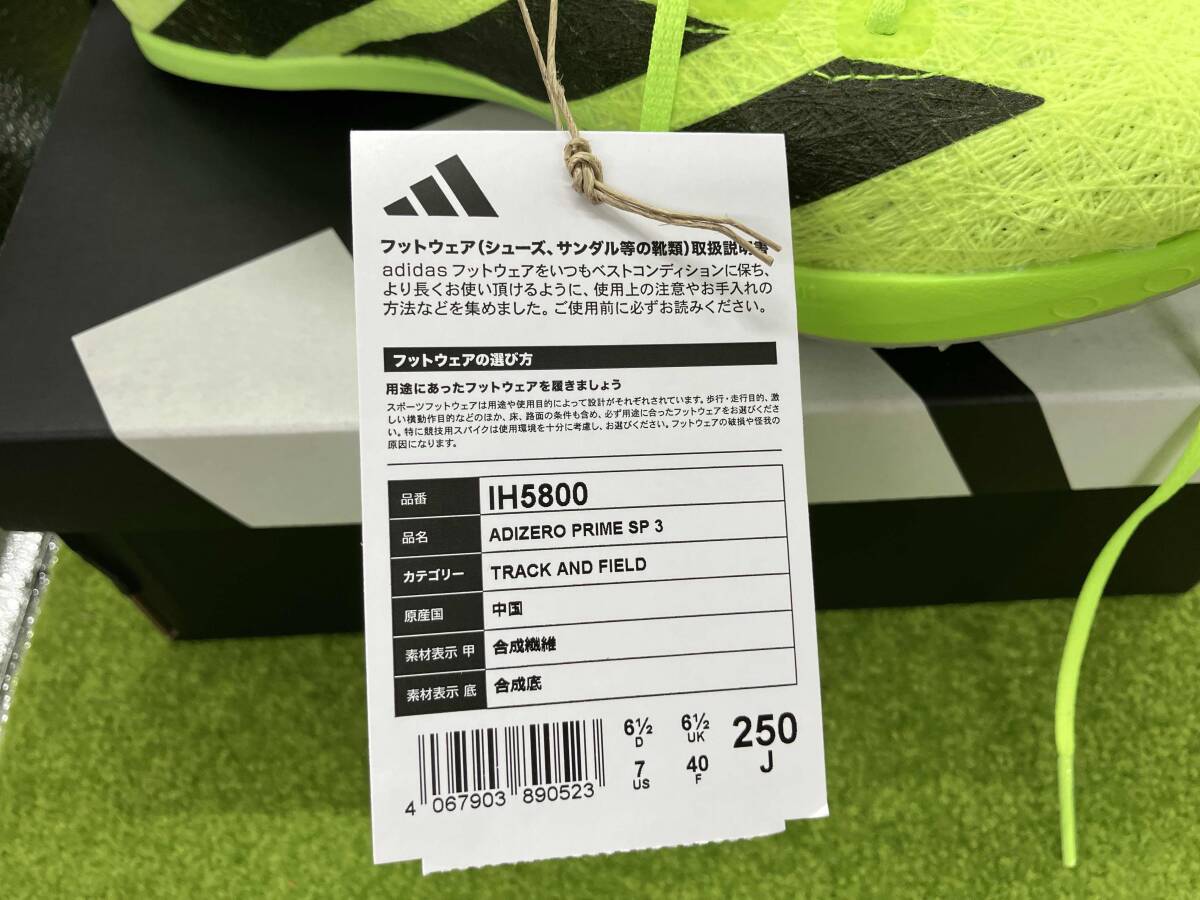 フットウェア(シューズ、サンダル等の靴類)取扱説明書
adidas フットウェアをいつもベストコンディションに保ち、
より長くお使い頂けるように、使用上の注意やお手入れの
方法などを集めました。ご使用前に必ずお読みください。
フットウェアの選び方
用途にあったフットウェアを履きましょう
スポーツフットウェアは用途や使用目的によって設計がそれぞれされています。歩行・走行目的、激
しい横動作目的などのほか、床、路面の条件も含め、必ず用途に合ったフットウェアをお選びくださ
い。特に競技用スパイクは使用環境を十分に考慮し、お選びください。フットウェアの破損や怪我の
原因になります。
品番 IH5800
品名 ADIZERO PRIME SP 3
カテゴリー TRACK AND FIELD
原産国 中国
素材表示 甲 合成繊維
素材表示 底 合成底
6½ 6½ 250
D UK J
7 40
US F
4 067903 890523